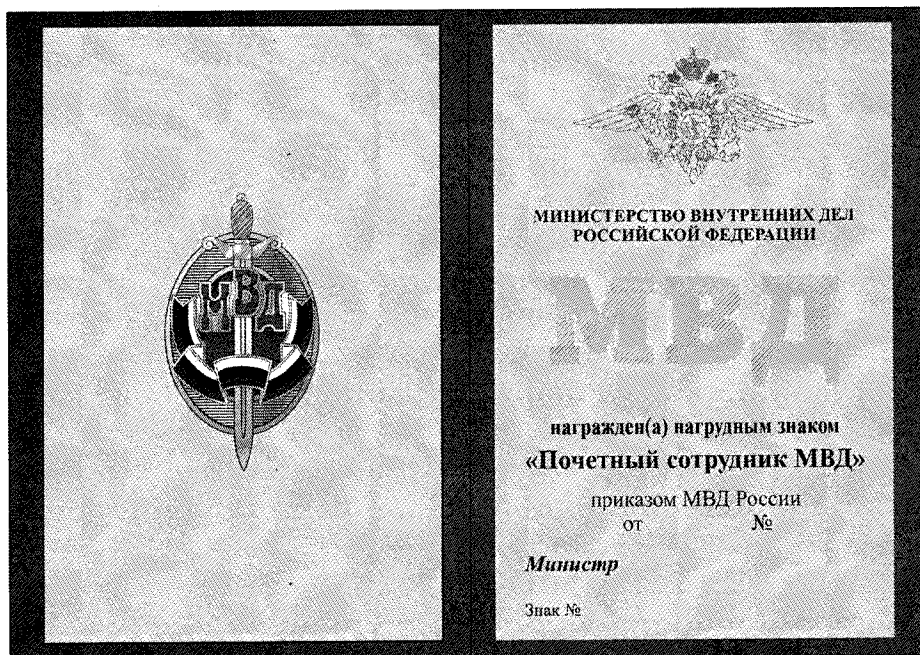 МВД
МИНИСТЕРСТВО ВНУТРЕННИХ ДЕЛ
РОССИЙСКОЙ ФЕДЕРАЦИИ
МВД
награжден(а) нагрудным знаком
«Почетный сотрудник МВД»
приказом МВД России
от №
Министр
Знак №